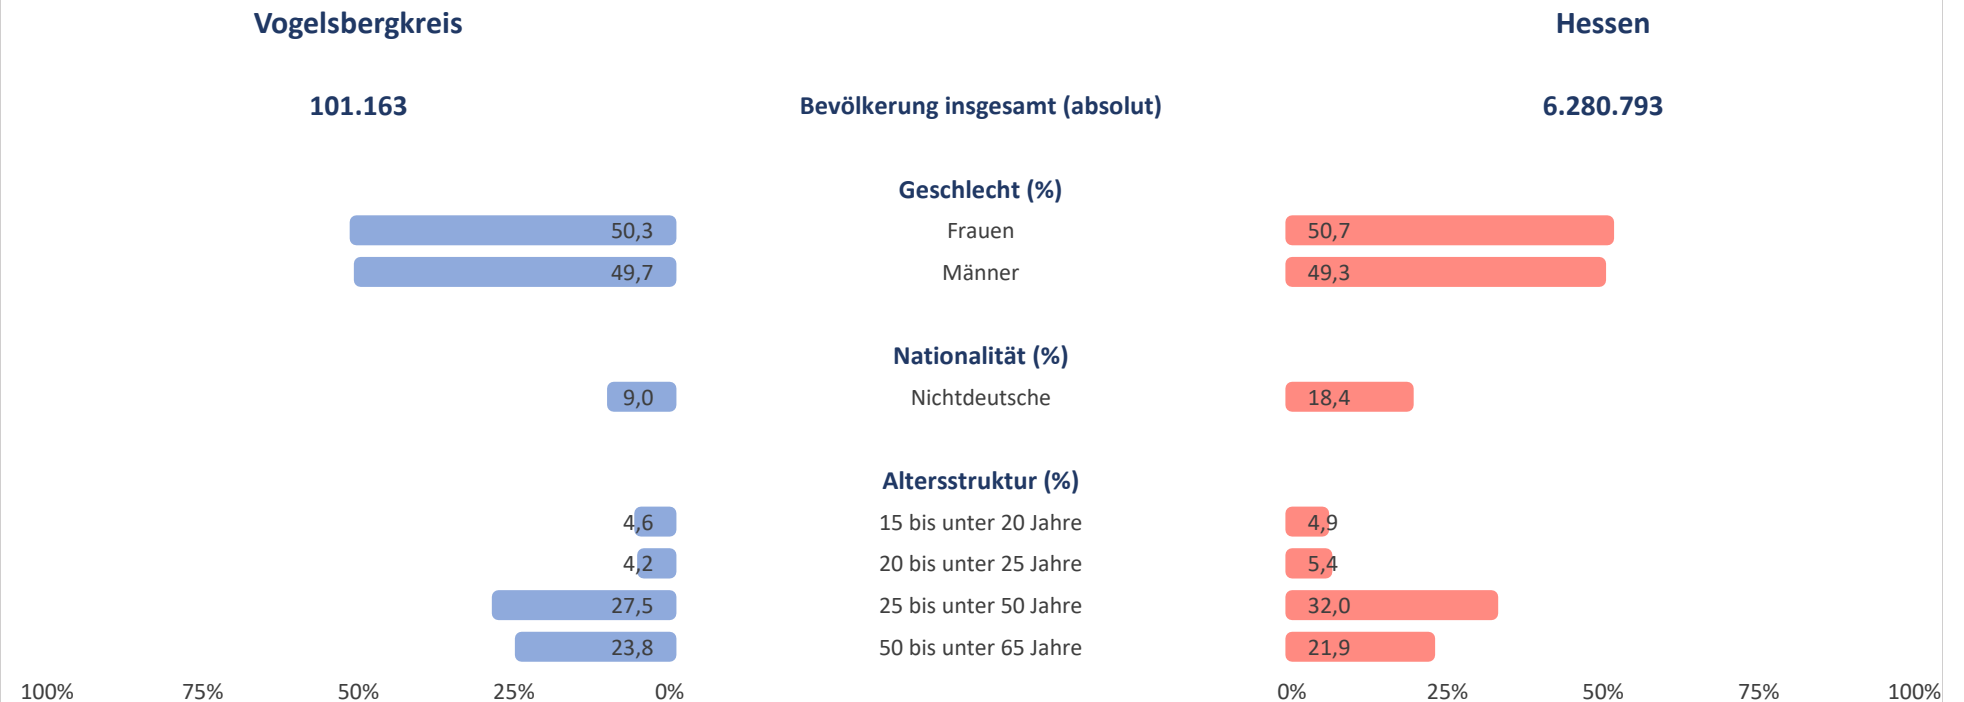 Vogelsbergkreis Hessen
101.163 Bevölkerung insgesamt (absolut) 6.280.793
Geschlecht (%)
50,3 Frauen 50,7
49,7 Männer 49,3
Nationalität (%)
9,0 Nichtdeutsche 18,4
Altersstruktur (%)
4,6 15 bis unter 20 Jahre 4,9
4,2 20 bis unter 25 Jahre 5,4
27,5 25 bis unter 50 Jahre 32,0
23,8 50 bis unter 65 Jahre 21,9
100% 75% 50% 25% 0% 0% 25% 50% 75% 100%